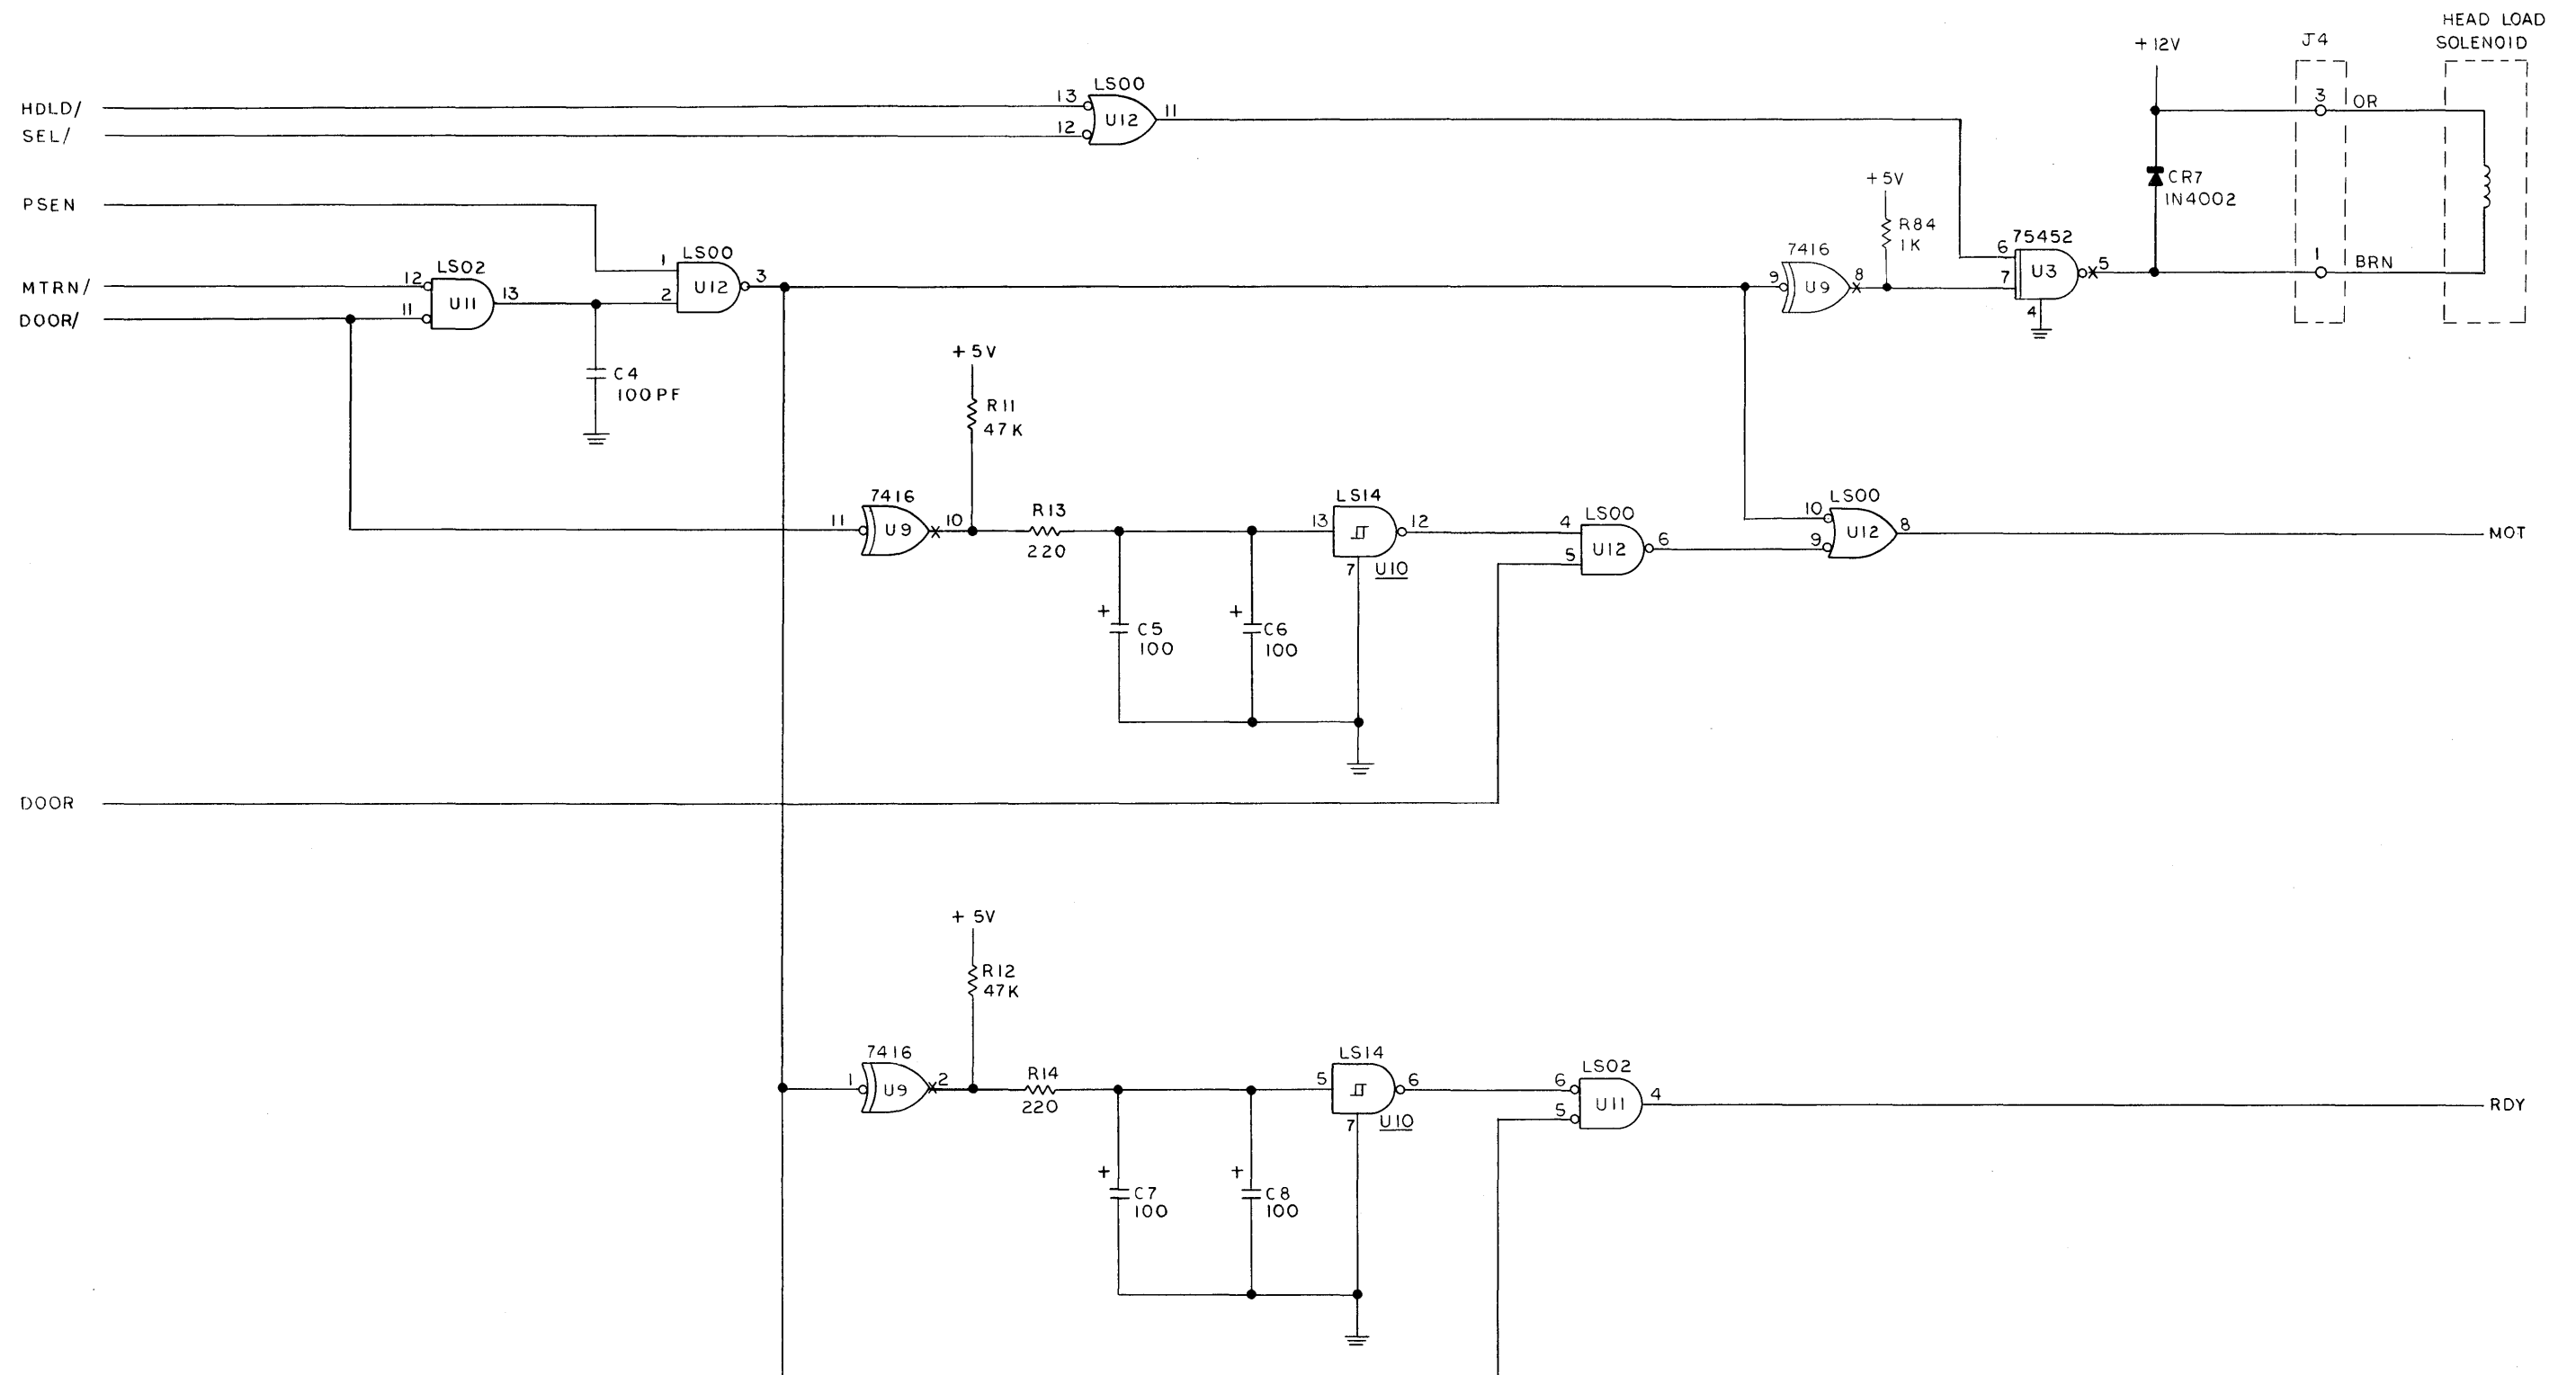 HEAD LOAD
SOLENOID
J4
+12V
LS00
HDLD/
13
U12
11
3
OR
SEL/
12
+5V
CR7
1N4002
PSEN
R84
1K
75452
LS00
7416
6
U3
5
1
BRN
LS02
1
U12
3
9
U9
8
7
MTRN/
12
U11
13
2
4
DOOR/
11
+5V
C4
100PF
R11
47K
7416
R13
LS14
LS00
LS00
11
U9
10
220
13
12
4
U12
6
10
U12
8
MOT
7
U10
5
9
+
C5
100
+
C6
100
DOOR
+ 5V
R12
47K
7416
R14
LS14
LS02
1
U9
2
220
5
6
6
U11
4
RDY
7
U10
5
+
C7
100
+
C8
100